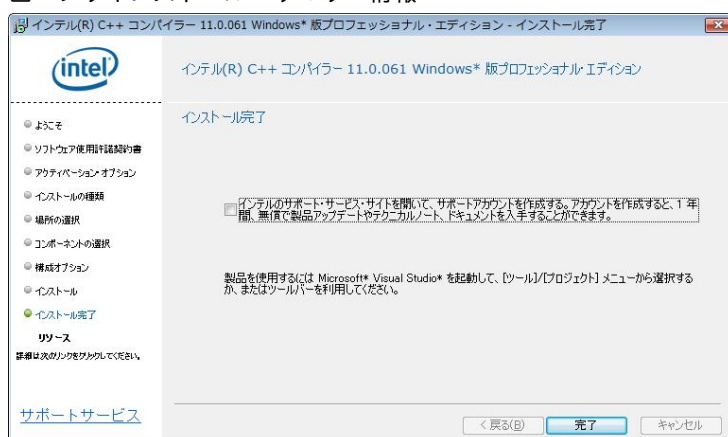 インテル(R) C++ コンパイラー 11.0.061 Windows* 版プロフェッショナル・エディション - インストール完了
intel
インテル(R) C++ コンパイラー 11.0.061 Windows* 版プロフェッショナル・エディション
インストール完了
ようこそ
ソフトウェア使用許諾契約書
アクティベーション・オプション
インストールの種類
場所の選択
コンポーネントの選択
構成オプション
インストール
インストール完了
リソース
詳細は次のリンクをクリックしてください。
サポートサービス
インテルのサポート・サービス・サイトを開いて、サポートアカウントを作成する。アカウントを作成すると、1 年
間、無償で製品アップデートやテクニカルノート、ドキュメントを入手することができます。
製品を使用するには Microsoft* Visual Studio* を起動して、[ツール]/[プロジェクト] メニューから選択する
か、またはツールバーを利用してください。
< 戻る(B)
完了
キャンセル